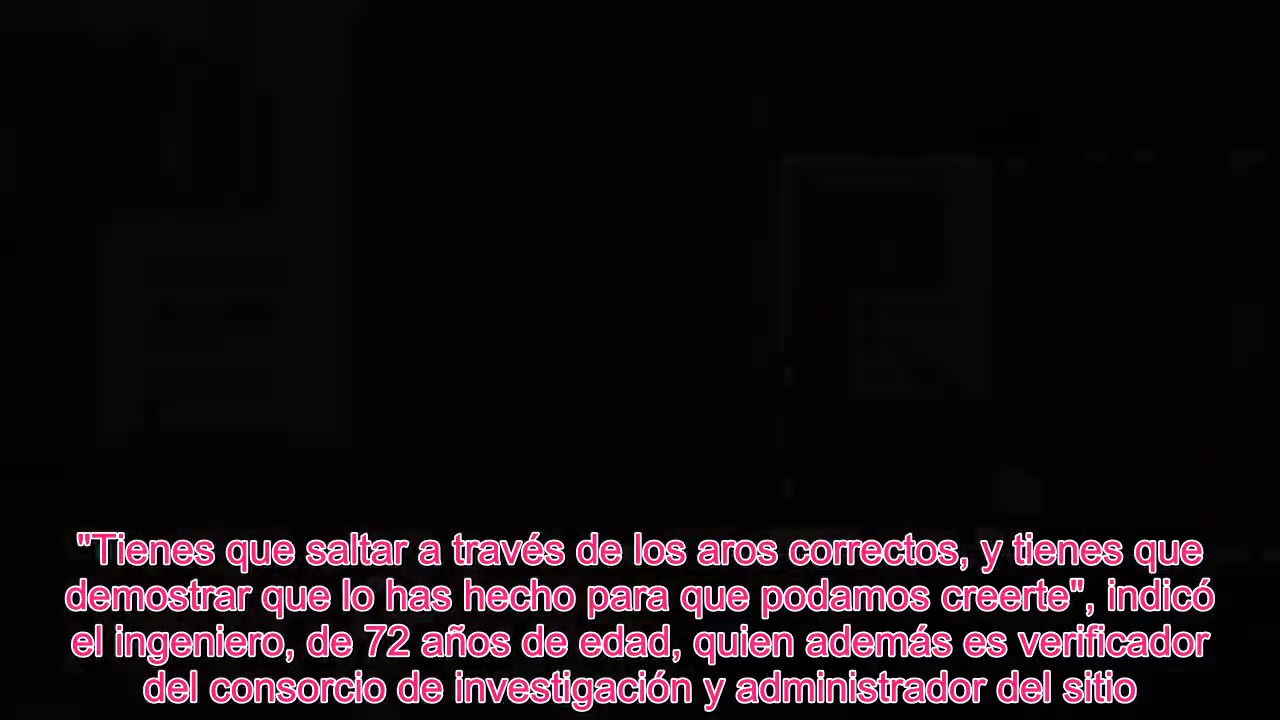 "Tienes que saltar a través de los aros correctos, y tienes que
demostrar que lo has hecho para que podamos creerte", indicó
el ingeniero, de 72 años de edad, quien además es verificador
del consorcio de investigación y administrador del sitio